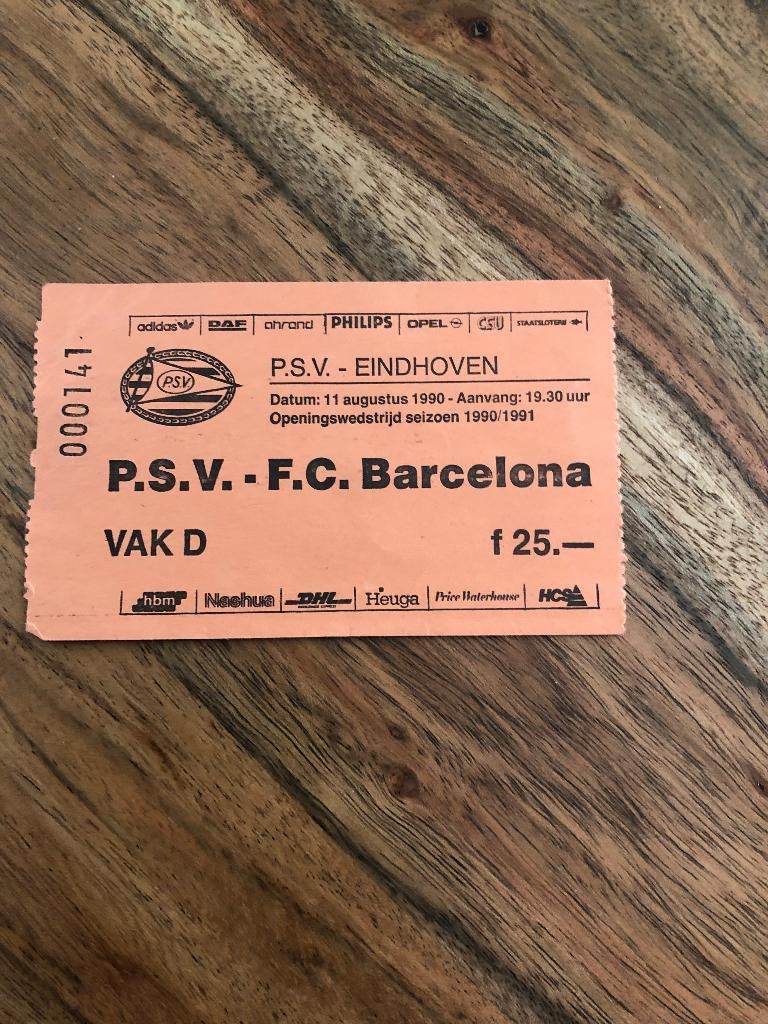 adidas DAF ahrend PHILIPS OPEL CSU STAATSLOTERIJ
000141
PSV
P.S.V. - EINDHOVEN
Datum: 11 augustus 1990 - Aanvang: 19.30 uur
Openingswedstrijd seizoen 1990/1991
P.S.V. - F.C. Barcelona
VAK D f 25.—
hbm Nashua DHL Heuga Price Waterhouse HCS